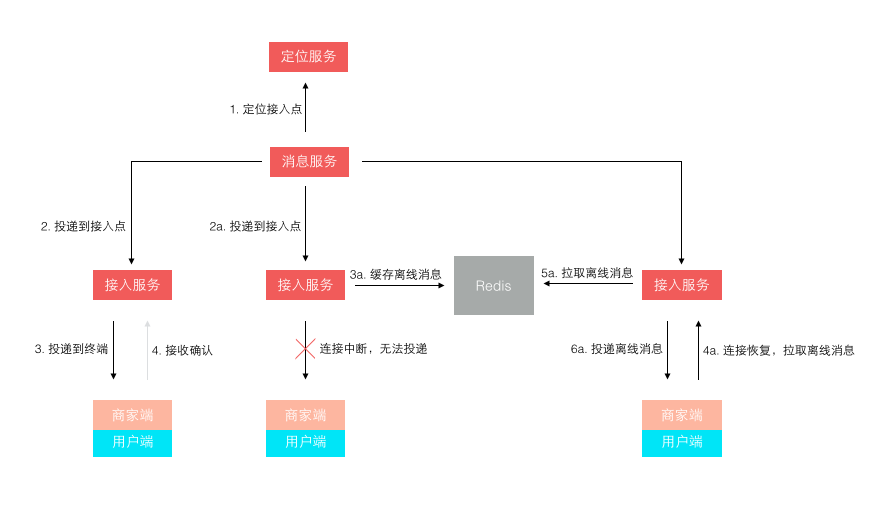 定位服务
1. 定位接入点
消息服务
2. 投递到接入点
2a. 投递到接入点
接入服务
接入服务
3a. 缓存离线消息
Redis
5a. 拉取离线消息
接入服务
3. 投递到终端
4. 接收确认
连接中断，无法投递
6a. 投递离线消息
4a. 连接恢复，拉取离线消息
商家端
用户端
商家端
用户端
商家端
用户端